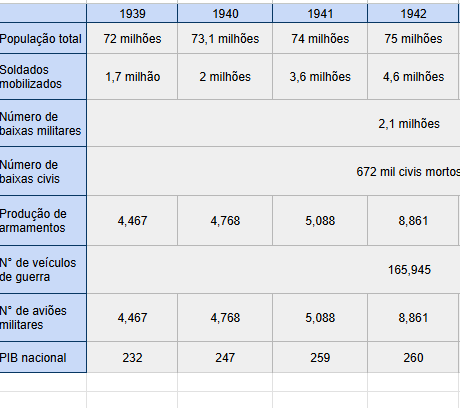 1939 1940 1941 1942
População total 72 milhões 73,1 milhões 74 milhões 75 milhões
Soldados
mobilizados 1,7 milhão 2 milhões 3,6 milhões 4,6 milhões
Número de
baixas militares 2,1 milhões
Número de
baixas civis 672 mil civis mortos
Produção de
armamentos 4,467 4,768 5,088 8,861
N° de veículos
de guerra 165,945
N° de aviões
militares 4,467 4,768 5,088 8,861
PIB nacional 232 247 259 260